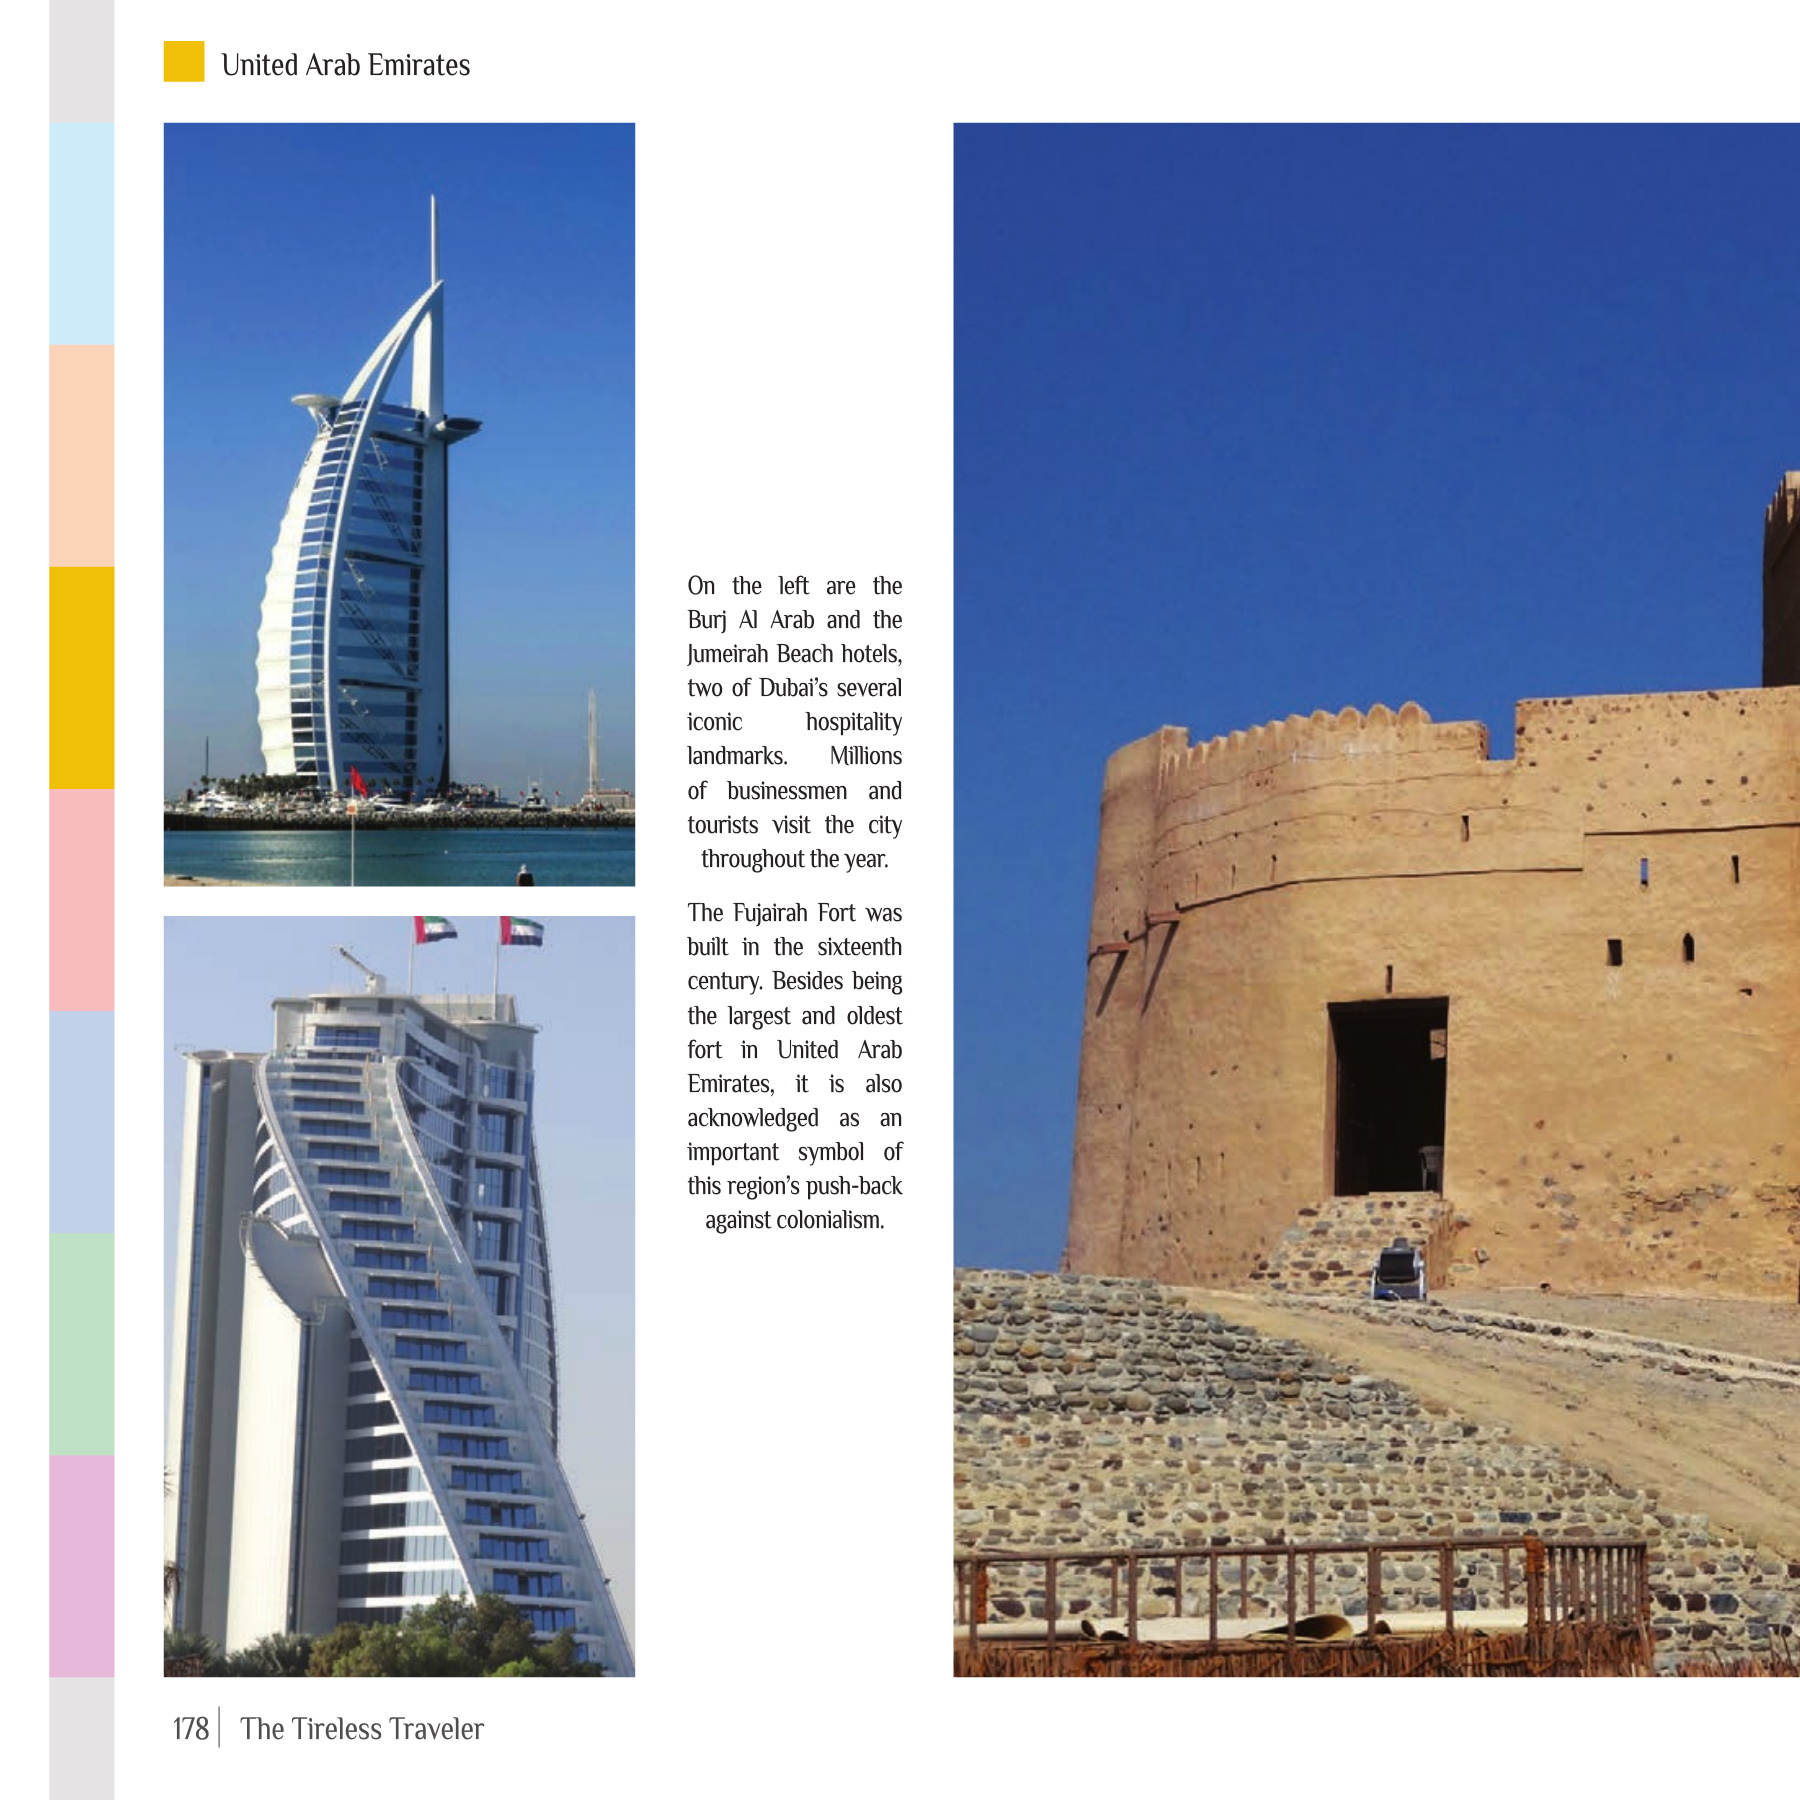 United Arab Emirates
On the left are the
Burj Al Arab and the
Jumeirah Beach hotels,
two of Dubai's several
iconic hospitality
landmarks. Millions
of businessmen and
tourists visit the city
throughout the year.
The Fujairah Fort was
built in the sixteenth
century. Besides being
the largest and oldest
fort in United Arab
Emirates, it is also
acknowledged as an
important symbol of
this region's push-back
against colonialism.
178 | The Tireless Traveler